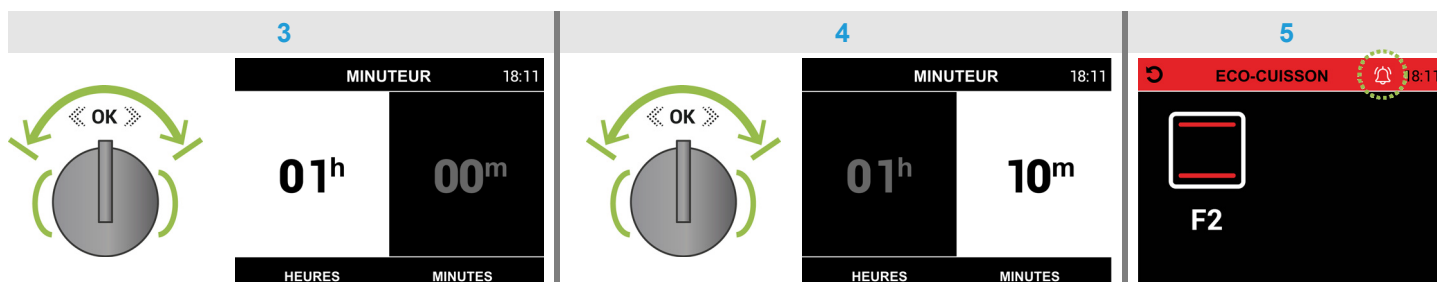 3
OK
MINUTEUR 18:11
01h 00m
HEURES MINUTES
4
OK
MINUTEUR 18:11
01h 10m
HEURES MINUTES
5
ECO-CUISSON 18:11
F2